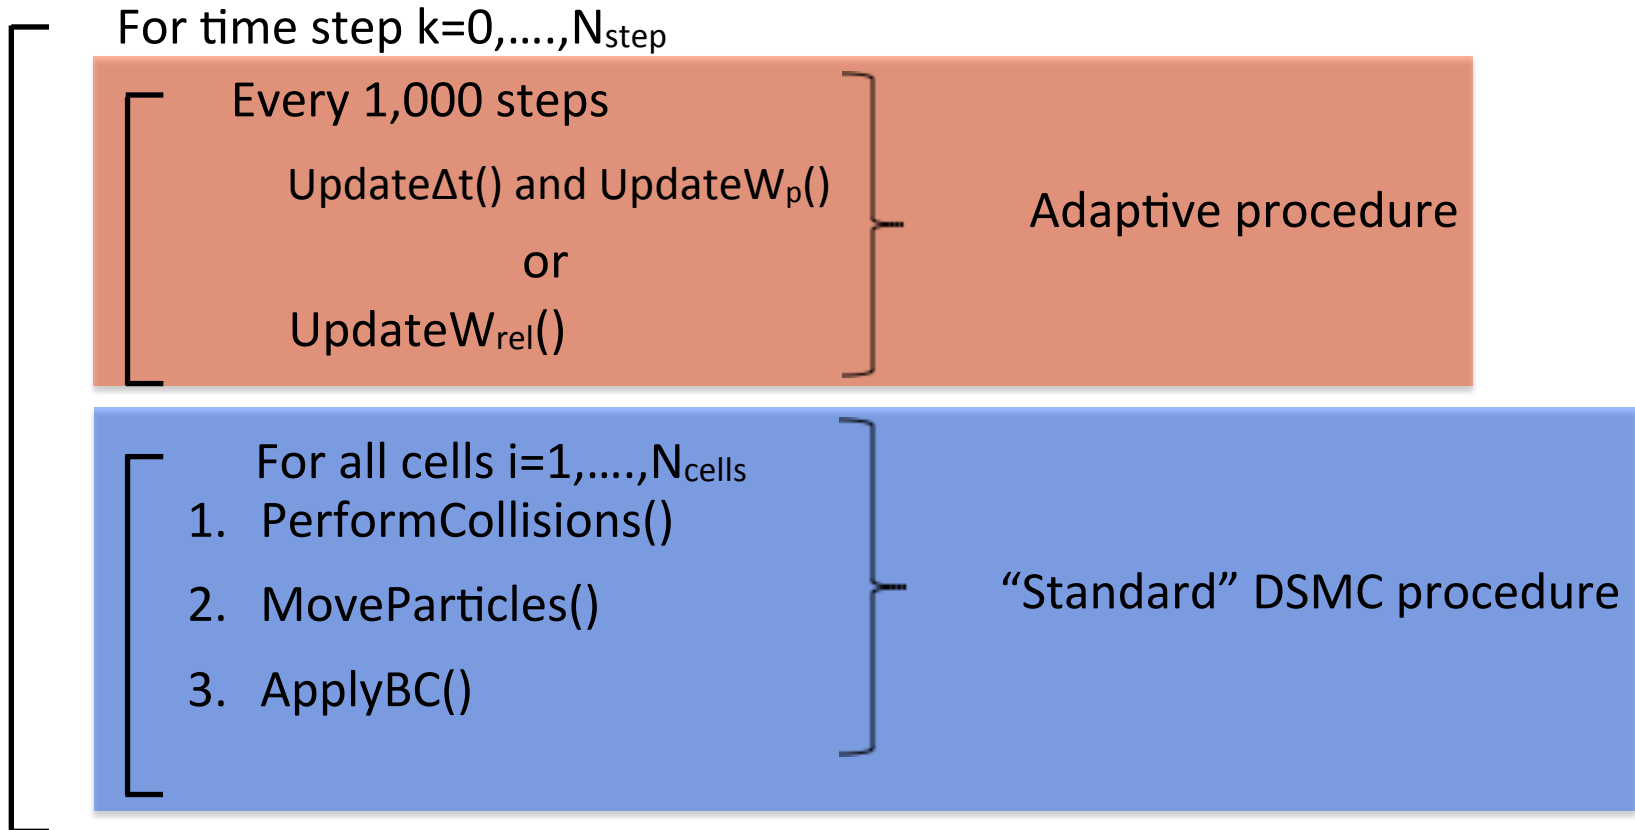 For time step k=0,....,Nstep
Every 1,000 steps
UpdateΔt() and UpdateWp()
or
UpdateWrel()
Adaptive procedure
For all cells i=1,....,Ncells
1. PerformCollisions()
2. MoveParticles()
3. ApplyBC()
“Standard” DSMC procedure